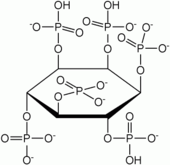 OH OH O⁻
O⁻ P O P O⁻
O O P O⁻
O O
O⁻
O P
O O O⁻
O O
O⁻ P O⁻ O P O⁻
O OH